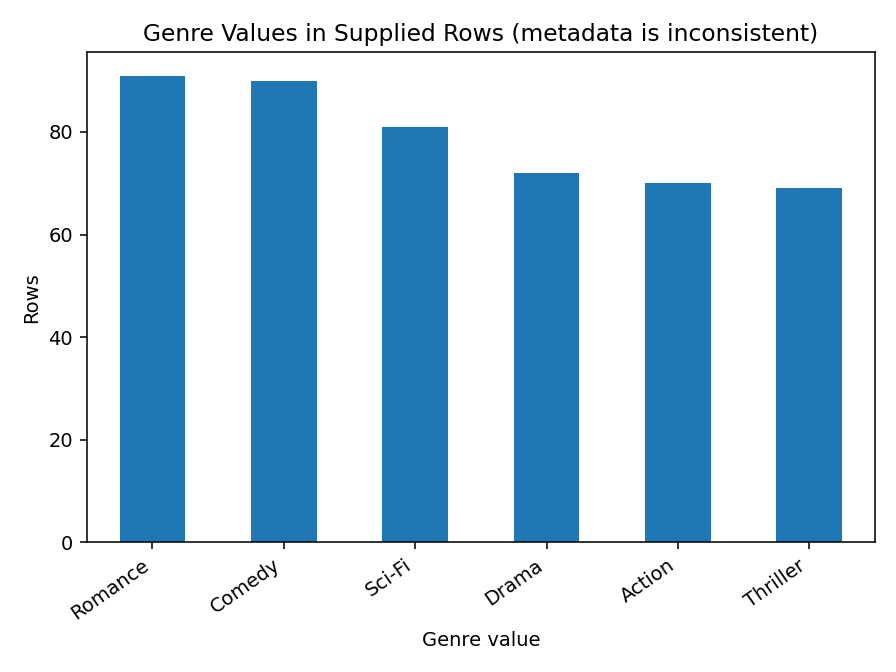 Genre Values in Supplied Rows (metadata is inconsistent)
80
60
40
20
0
Rows
Romance
Comedy
Sci-Fi
Drama
Action
Thriller
Genre value